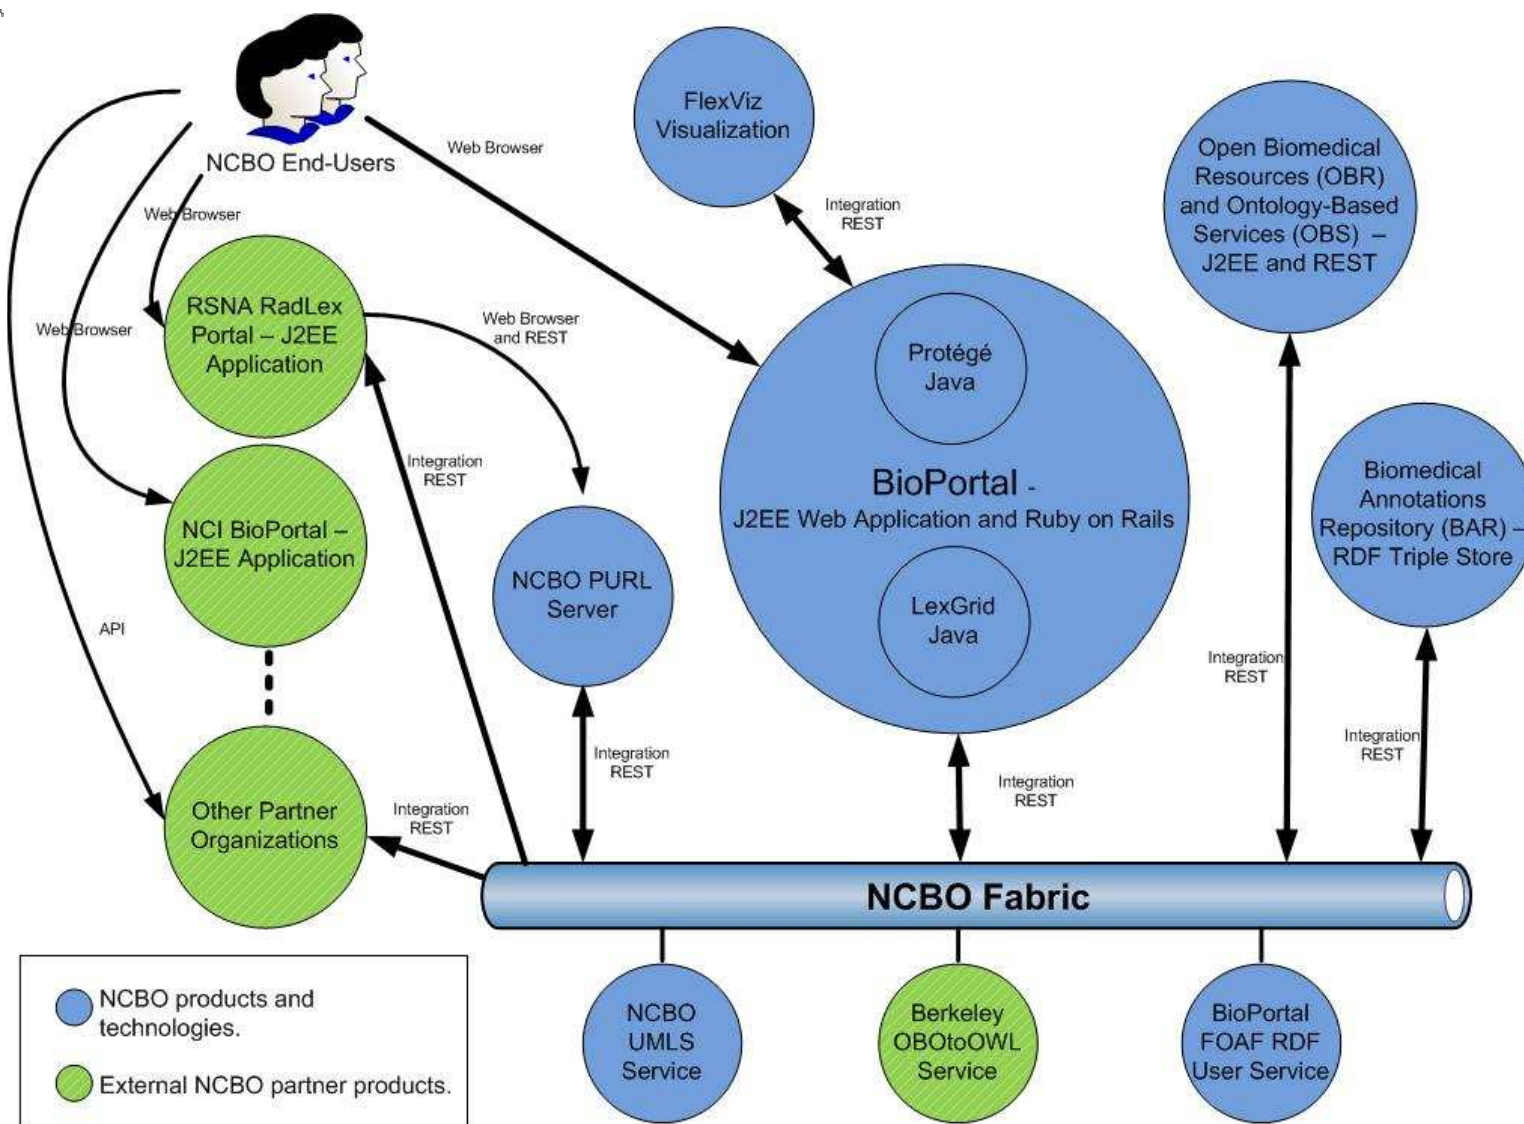 NCBO End-Users
Web Browser
Web Browser
Web Browser
API
FlexViz
Visualization
Integration
REST
Open Biomedical
Resources (OBR)
and Ontology-Based
Services (OBS) –
J2EE and REST
RSNA RadLex
Portal – J2EE
Application
Web Browser
and REST
Integration
REST
NCI BioPortal –
J2EE Application
Protégé
Java
BioPortal -
J2EE Web Application and Ruby on Rails
LexGrid
Java
Biomedical
Annotations
Repository (BAR) –
RDF Triple Store
NCBO PURL
Server
Integration
REST
Integration
REST
Integration
REST
Integration
REST
Other Partner
Organizations
Integration
REST
NCBO Fabric
NCBO
UMLS
Service
Berkeley
OBOtoOWL
Service
BioPortal
FOAF RDF
User Service
NCBO products and
technologies.
External NCBO partner products.